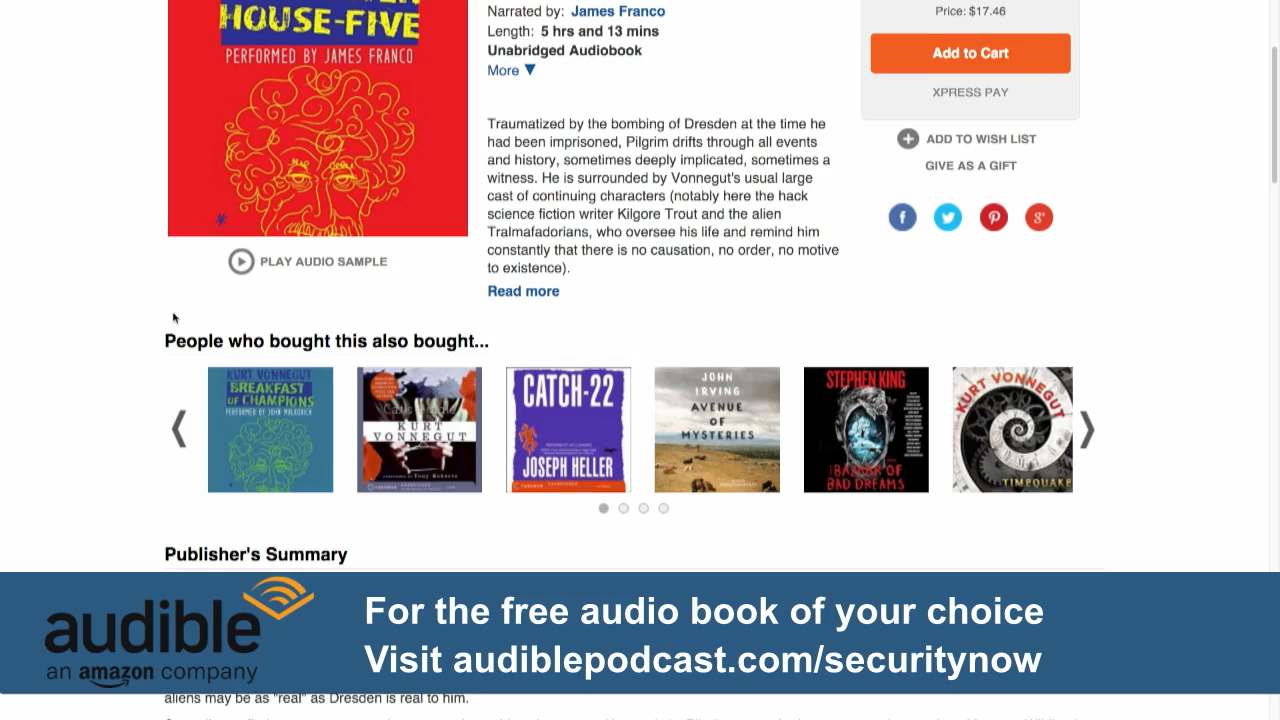 HOUSE-FIVE
PERFORMED BY JAMES FRANCO
PLAY AUDIO SAMPLE
Narrated by: James Franco
Length: 5 hrs and 13 mins
Unabridged Audiobook
More ▼
Traumatized by the bombing of Dresden at the time he
had been imprisoned, Pilgrim drifts through all events
and history, sometimes deeply implicated, sometimes a
witness. He is surrounded by Vonnegut's usual large
cast of continuing characters (notably here the hack
science fiction writer Kilgore Trout and the alien
Tralmafadorians, who oversee his life and remind him
constantly that there is no causation, no order, no motive
to existence).
Read more
Price: $17.46
Add to Cart
XPRESS PAY
ADD TO WISH LIST
GIVE AS A GIFT
People who bought this also bought...
KURT VONNEGUT
BREAKFAST
OF CHAMPIONS
PERFORMED BY JOHN MALKOVICH
KURT
VONNEGUT
CATCH-22
JOSEPH HELLER
JOHN
IRVING
AVENUE
OF
MYSTERIES
STEPHEN KING
THE BAZAAR OF
BAD DREAMS
KURT VONNEGUT
TIMEQUAKE
Publisher's Summary
audible
an amazon company
For the free audio book of your choice
Visit audiblepodcast.com/securitynow
aliens may be as "real" as Dresden is real to him.